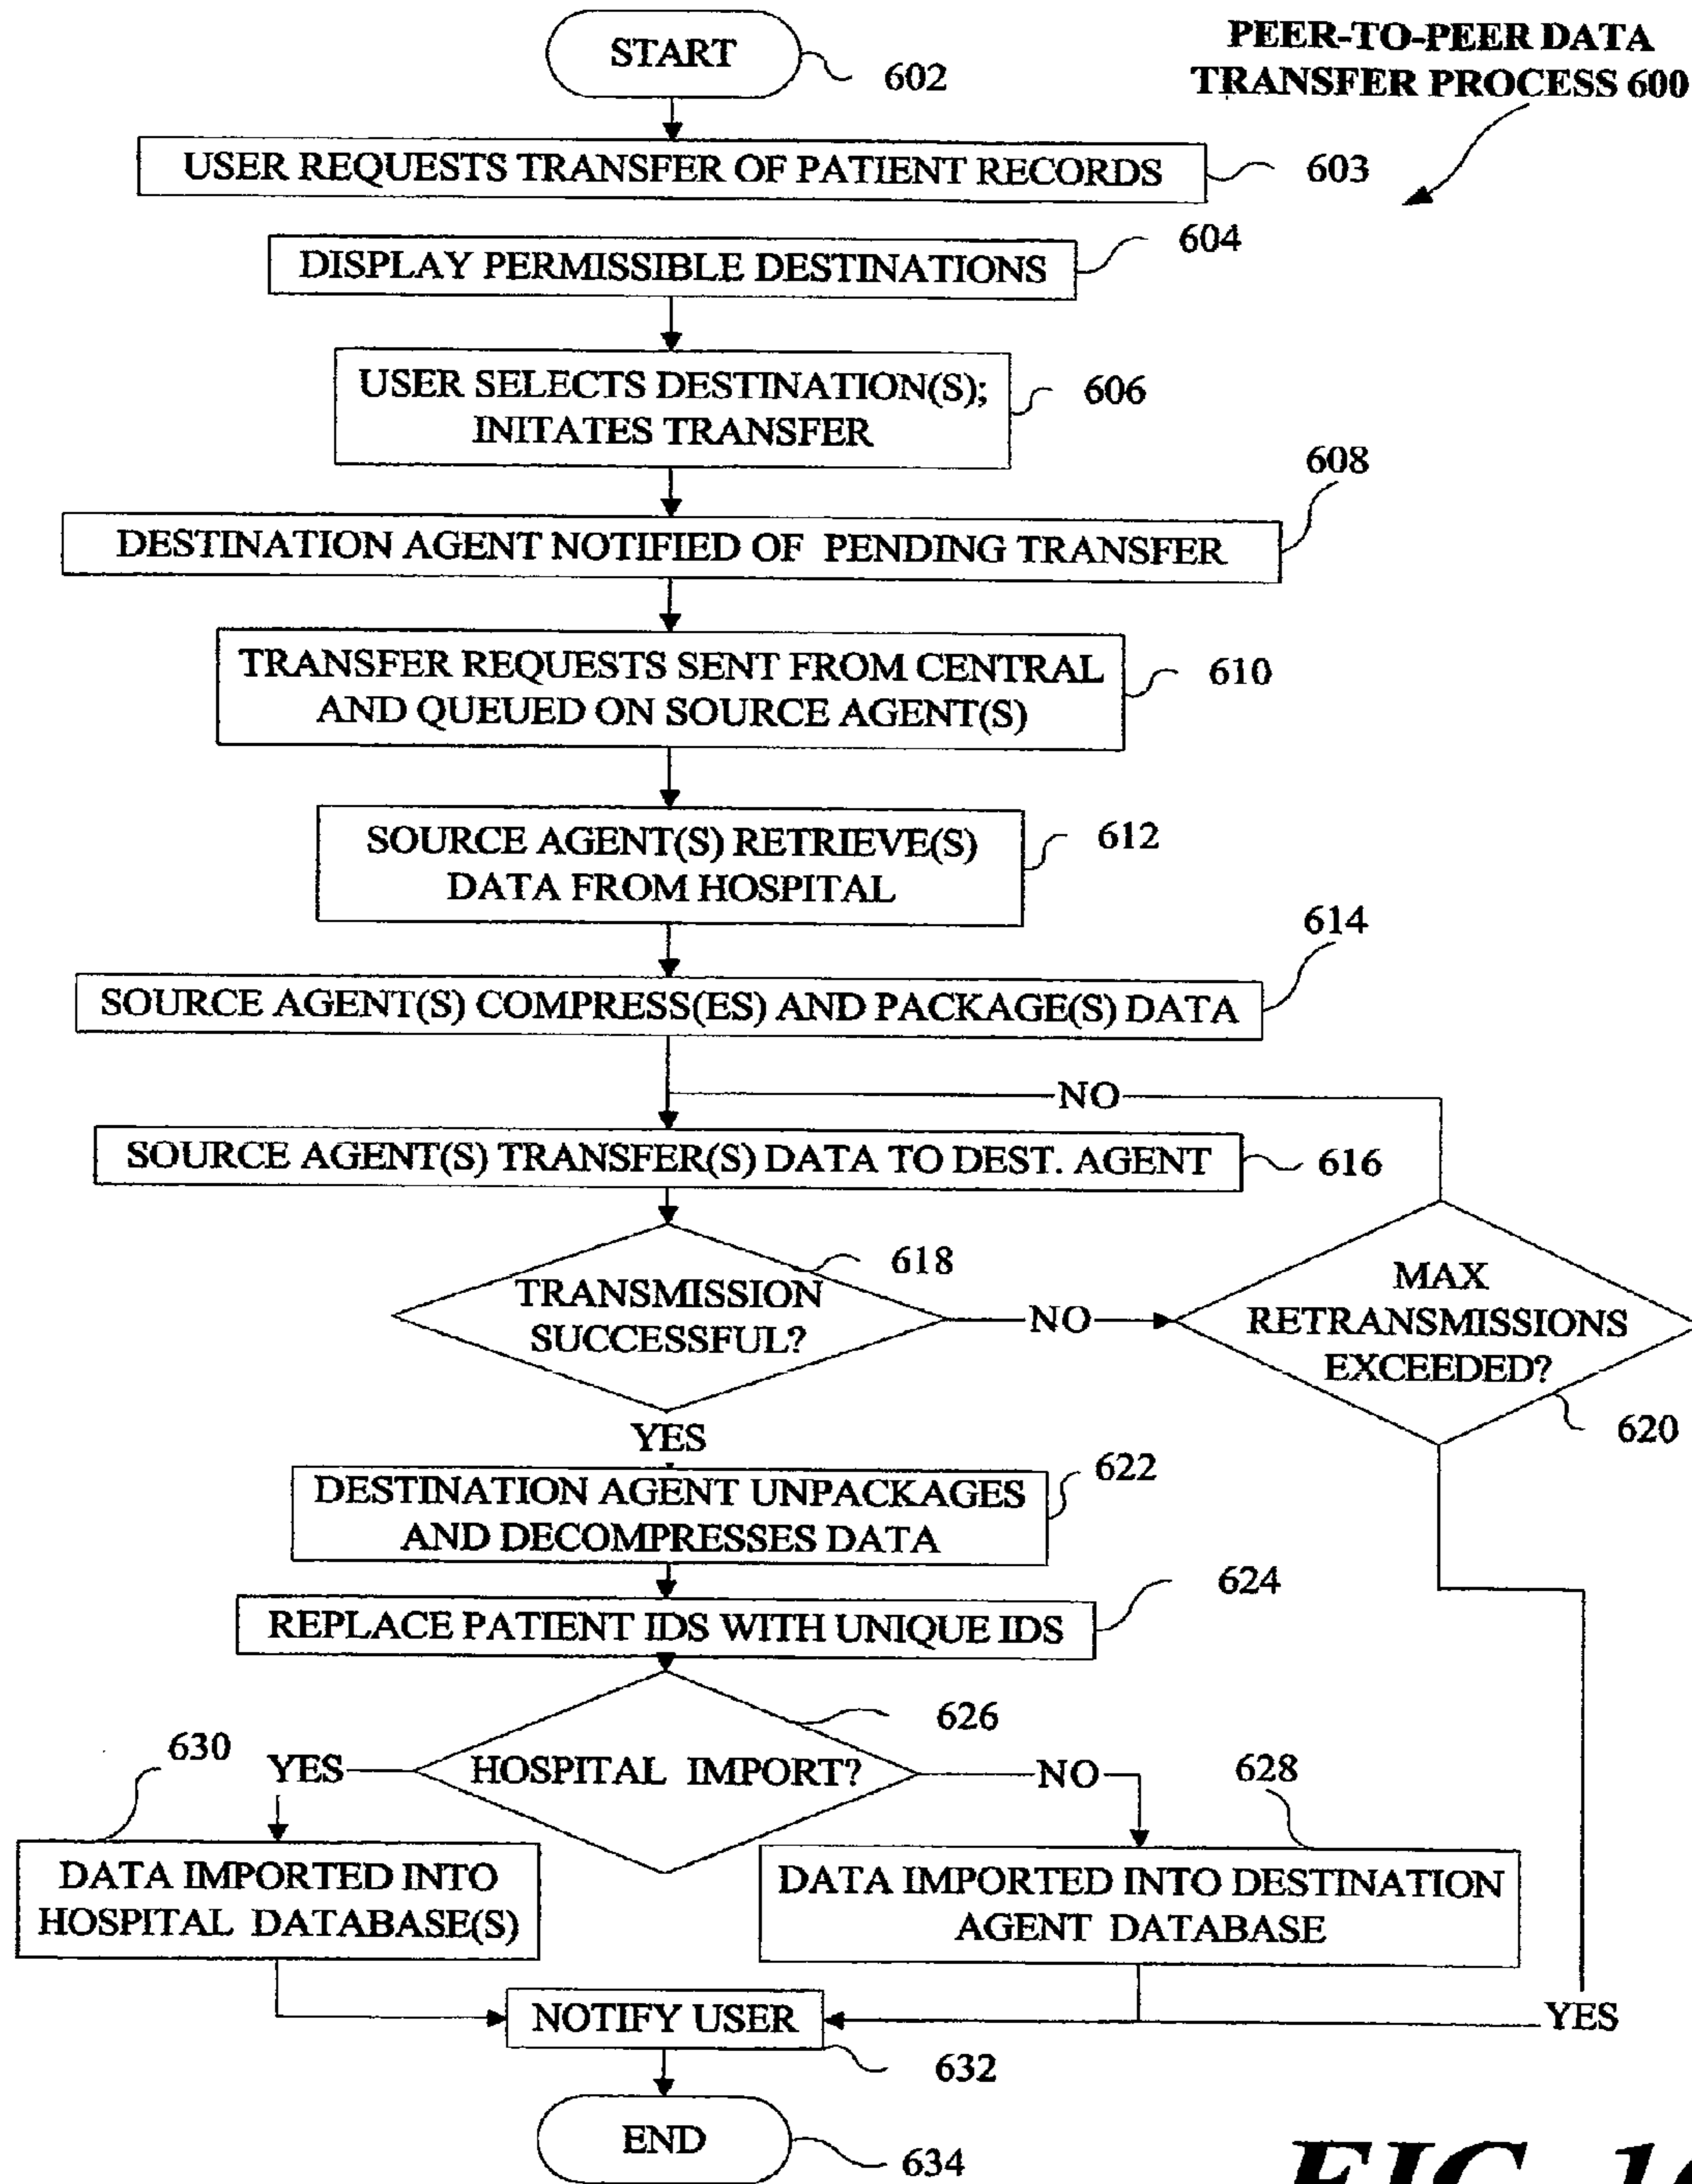 START
602
PEER-TO-PEER DATA
TRANSFER PROCESS 600
USER REQUESTS TRANSFER OF PATIENT RECORDS
603
604
DISPLAY PERMISSIBLE DESTINATIONS
USER SELECTS DESTINATION(S);
INITATES TRANSFER
606
608
DESTINATION AGENT NOTIFIED OF PENDING TRANSFER
TRANSFER REQUESTS SENT FROM CENTRAL
AND QUEUED ON SOURCE AGENT(S)
610
SOURCE AGENT(S) RETRIEVE(S)
DATA FROM HOSPITAL
612
614
SOURCE AGENT(S) COMPRESS(ES) AND PACKAGE(S) DATA
NO
SOURCE AGENT(S) TRANSFER(S) DATA TO DEST. AGENT
616
618
TRANSMISSION
SUCCESSFUL?
NO
MAX
RETRANSMISSIONS
EXCEEDED?
620
YES
622
DESTINATION AGENT UNPACKAGES
AND DECOMPRESSES DATA
624
REPLACE PATIENT IDS WITH UNIQUE IDS
626
630
YES
HOSPITAL IMPORT?
NO
628
DATA IMPORTED INTO
HOSPITAL DATABASE(S)
DATA IMPORTED INTO DESTINATION
AGENT DATABASE
NOTIFY USER
YES
632
END
634
FIG.